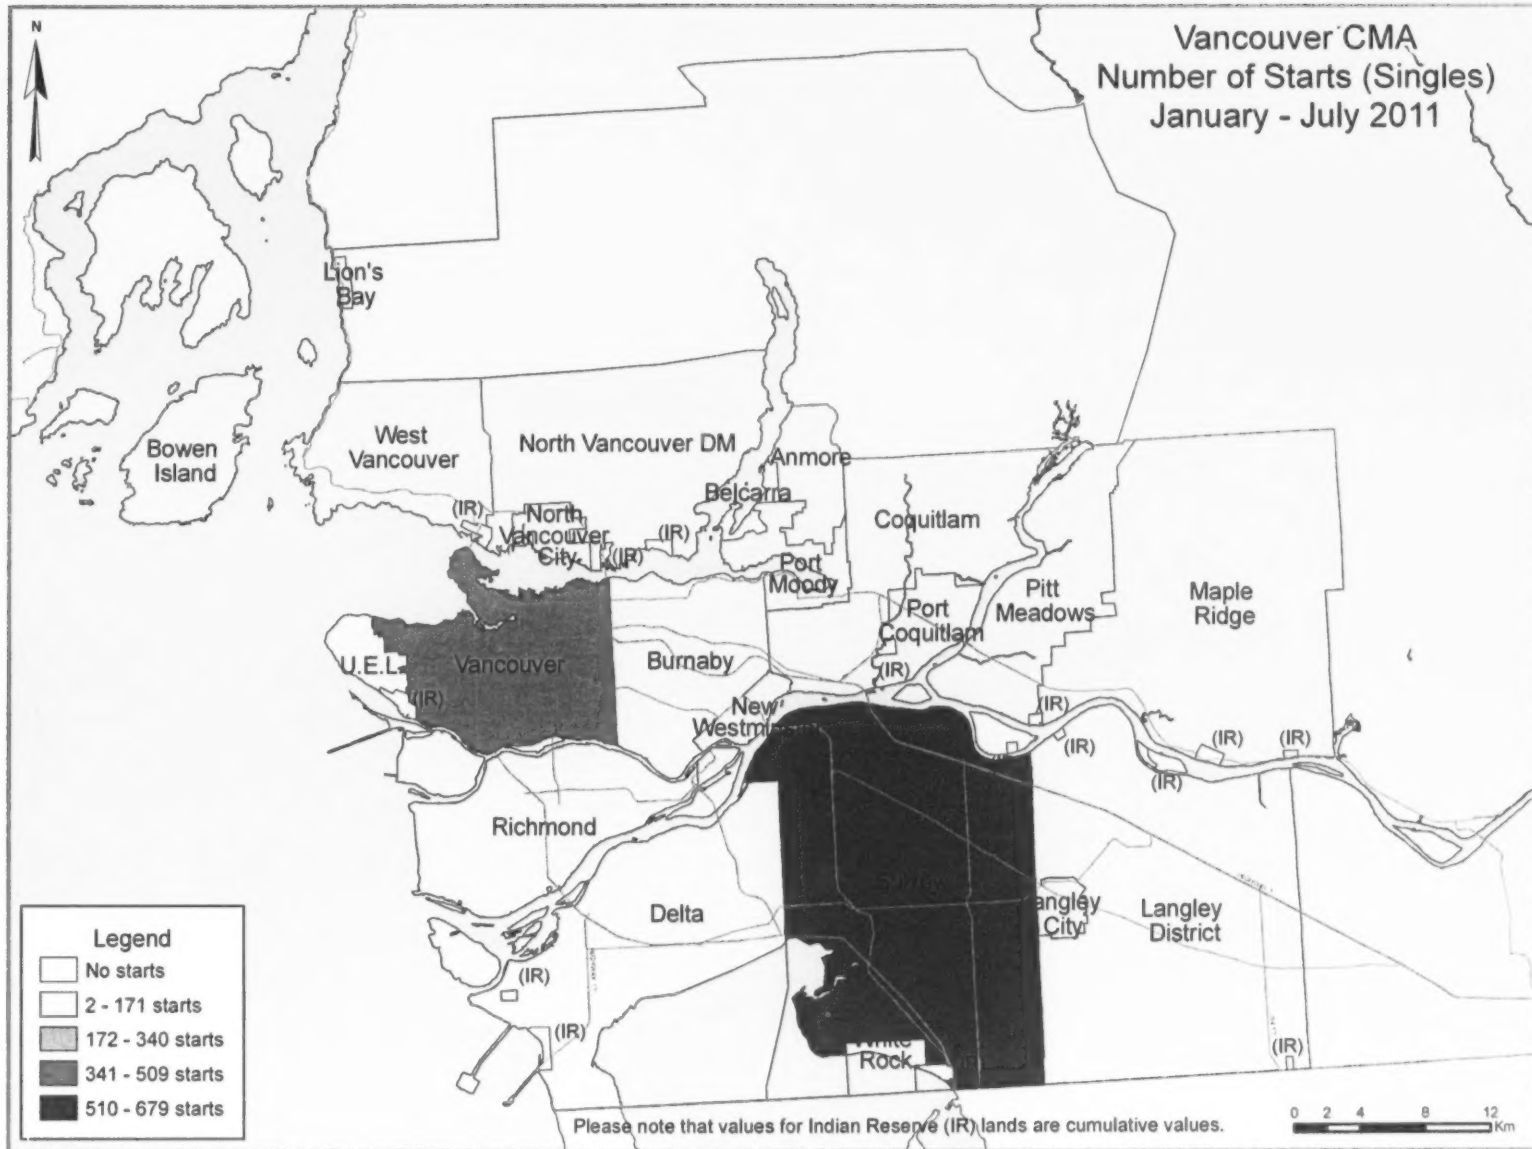 N
Vancouver CMA
Number of Starts (Singles)
January - July 2011
Lion's
Bay
Bowen
Island
West
Vancouver
North Vancouver DM
Anmore
Belcarra
(IR)
North
Vancouver
City
(IR)
(IR)
Coquitlam
Port
Moody
Pitt
Meadows
Maple
Ridge
Port
Coquitlam
U.E.L.
Vancouver
Burnaby
(IR)
(IR)
New
Westminster
(IR)
(IR)
(IR)
(IR)
(IR)
Richmond
Surrey
Delta
Langley
City
Langley
District
(IR)
(IR)
(IR)
White
Rock
Legend
No starts
2 - 171 starts
172 - 340 starts
341 - 509 starts
510 - 679 starts
Please note that values for Indian Reserve (IR) lands are cumulative values.
0 2 4 8 12
Km